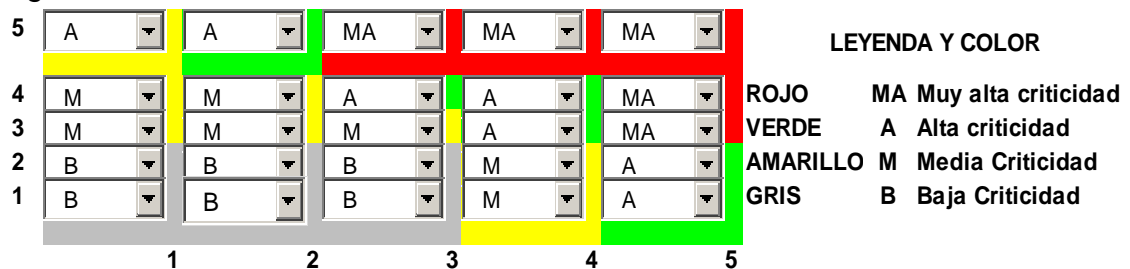 5 A A MA MA MA
LEYENDA Y COLOR
4 M M A A MA ROJO MA Muy alta criticidad
3 M M M A MA VERDE A Alta criticidad
2 B B B M A AMARILLO M Media Criticidad
1 B B B M A GRIS B Baja Criticidad
1 2 3 4 5